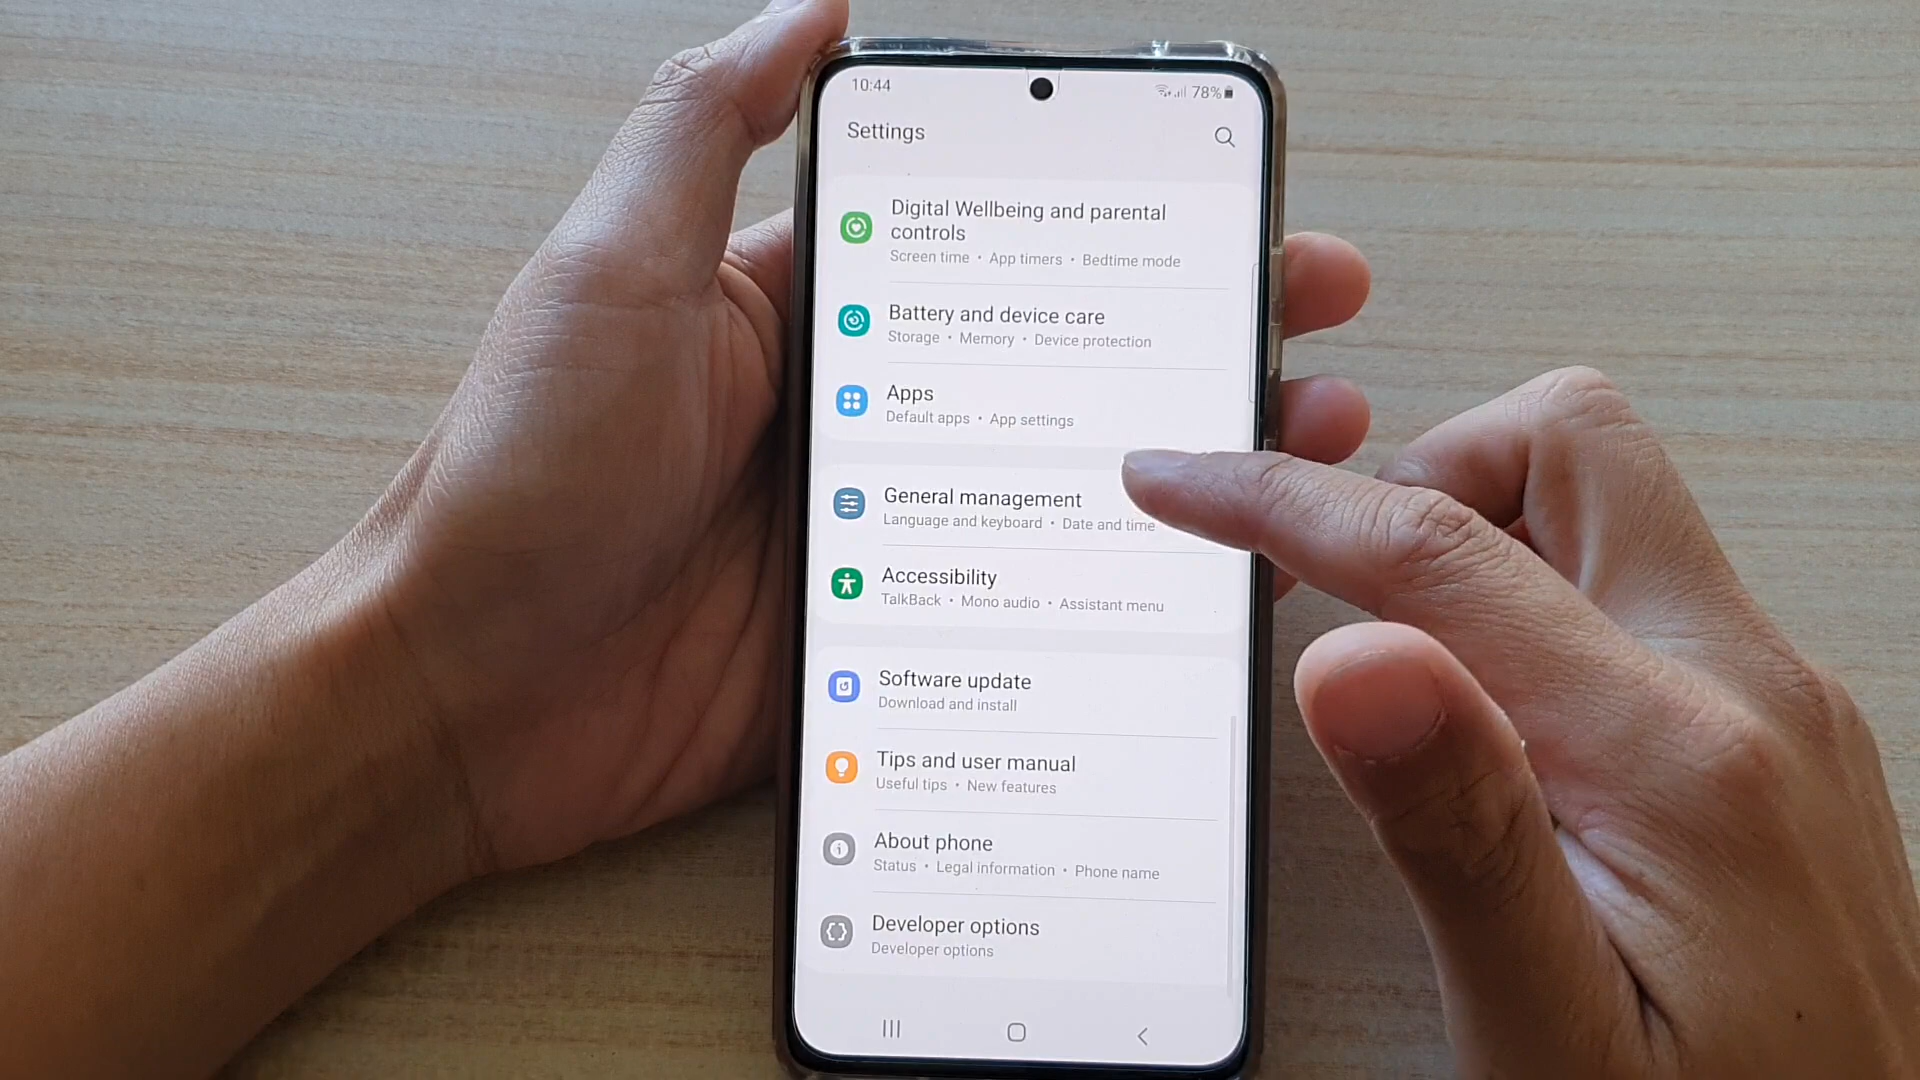 10:44
78%
Settings
Digital Wellbeing and parental
controls
Screen time • App timers • Bedtime mode
Battery and device care
Storage • Memory • Device protection
Apps
Default apps • App settings
General management
Language and keyboard • Date and time
Accessibility
TalkBack • Mono audio • Assistant menu
Software update
Download and install
Tips and user manual
Useful tips • New features
About phone
Status • Legal information • Phone name
Developer options
Developer options